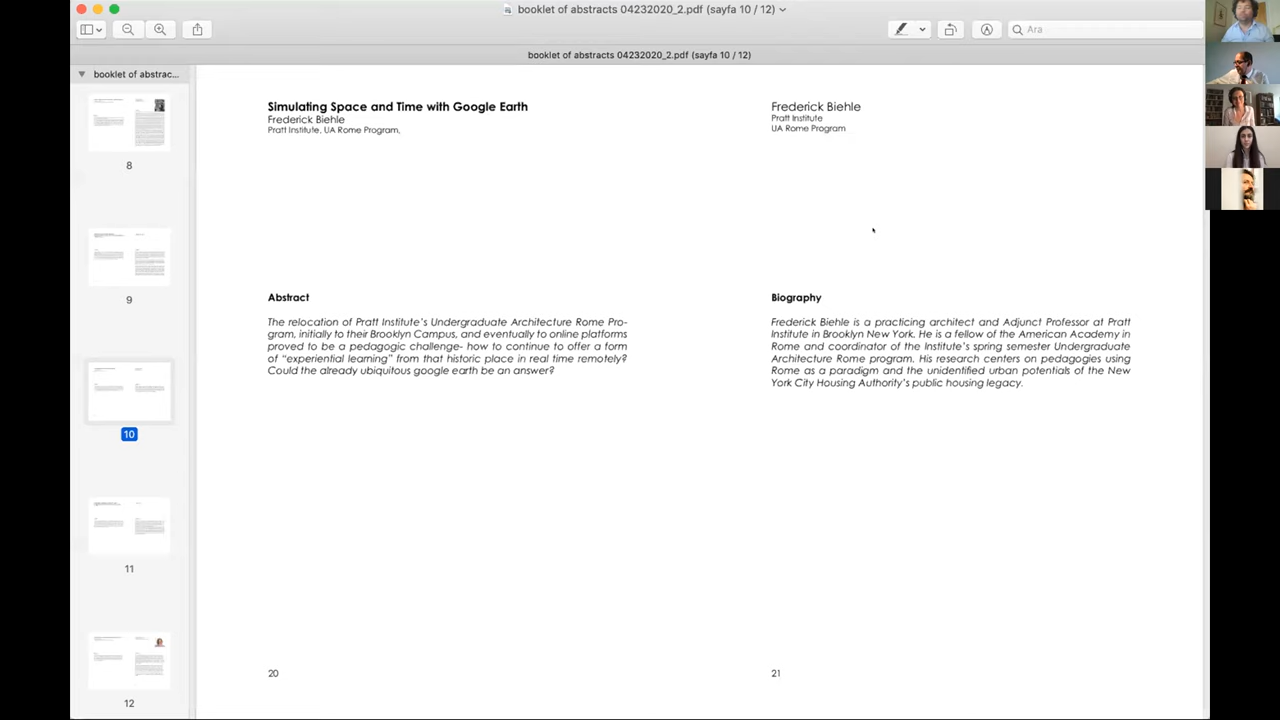 booklet of abstracts 04232020_2.pdf (sayfa 10 / 12)
Ara
booklet of abstracts 04232020_2.pdf (sayfa 10 / 12)
booklet of abstrac...
8
9
10
11
12
Simulating Space and Time with Google Earth
Frederick Biehle
Pratt Institute, UA Rome Program,
Abstract
The relocation of Pratt Institute's Undergraduate Architecture Rome Pro-
gram, initially to their Brooklyn Campus, and eventually to online platforms
proved to be a pedagogic challenge- how to continue to offer a form
of "experiential learning" from that historic place in real time remotely?
Could the already ubiquitous google earth be an answer?
20
Frederick Biehle
Pratt Institute
UA Rome Program
Biography
Frederick Biehle is a practicing architect and Adjunct Professor at Pratt
Institute in Brooklyn New York. He is a fellow of the American Academy in
Rome and coordinator of the Institute's spring semester Undergraduate
Architecture Rome program. His research centers on pedagogies using
Rome as a paradigm and the unidentified urban potentials of the New
York City Housing Authority's public housing legacy.
21